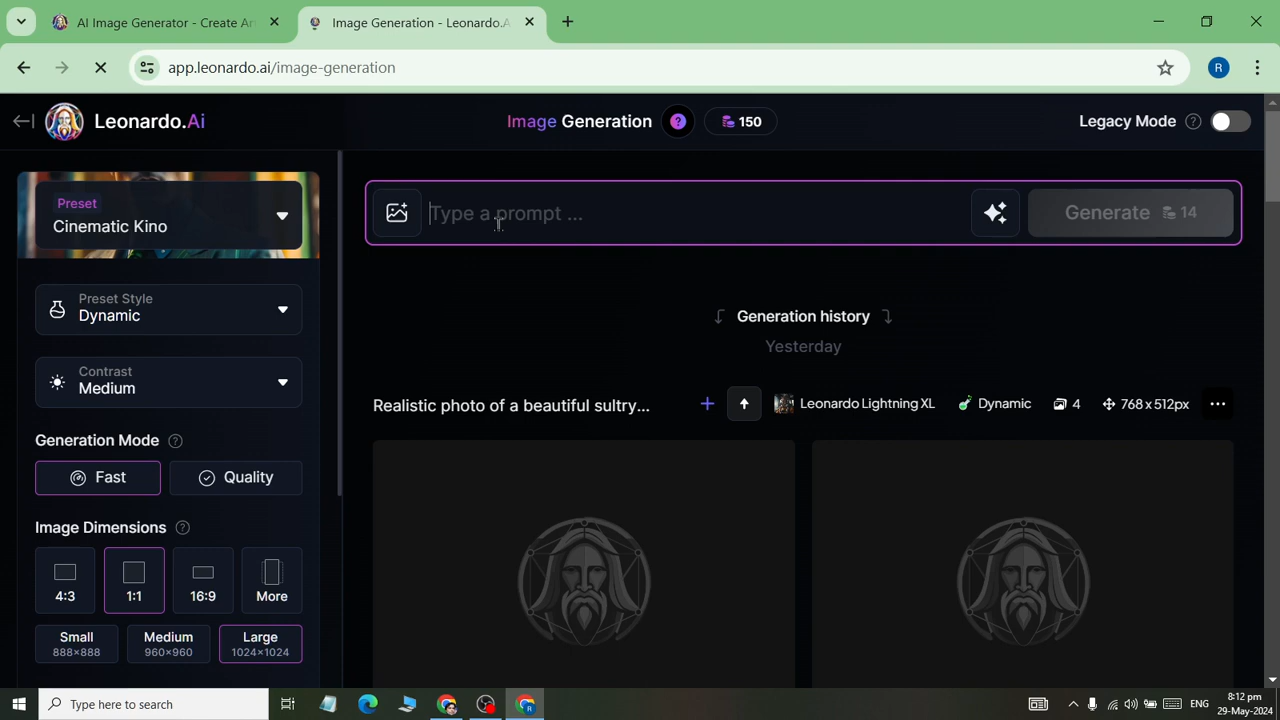 AI Image Generator - Create Ar
Image Generation - Leonardo.A
app.leonardo.ai/image-generation
R
Leonardo.Ai
Image Generation ? 150
Legacy Mode ?
Preset
Cinematic Kino
Type a prompt ...
Generate 14
Preset Style
Dynamic
Generation history
Yesterday
Contrast
Medium
Realistic photo of a beautiful sultry...
Leonardo Lightning XL
Dynamic
4
768 x 512px
Generation Mode ?
Fast
Quality
Image Dimensions ?
4:3
1:1
16:9
More
Small
888×888
Medium
960×960
Large
1024×1024
Type here to search
ENG
8:12 pm
29-May-2024